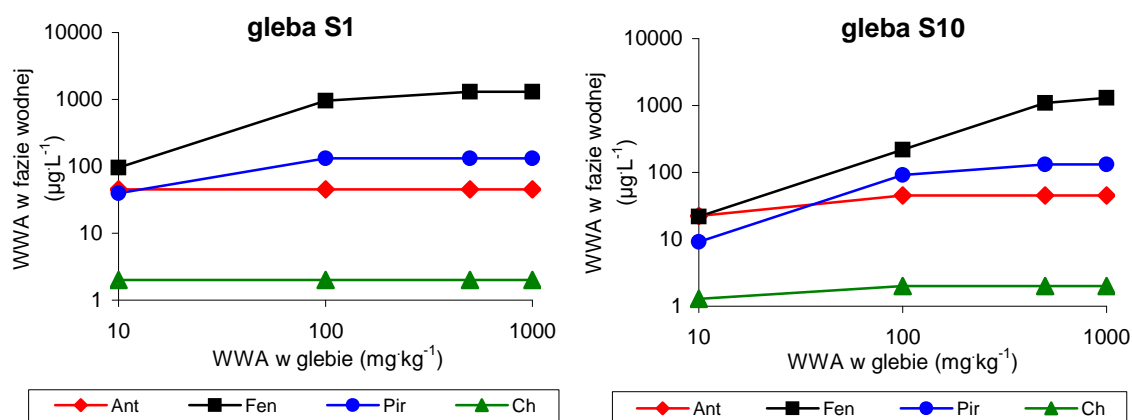 gleba S1
WWA w fazie wodnej
(µg·L⁻¹)
10000
1000
100
10
1
10
100
1000
WWA w glebie (mg·kg⁻¹)
Ant
Fen
Pir
Ch
gleba S10
WWA w fazie wodnej
(µg·L⁻¹)
10000
1000
100
10
1
10
100
1000
WWA w glebie (mg·kg⁻¹)
Ant
Fen
Pir
Ch